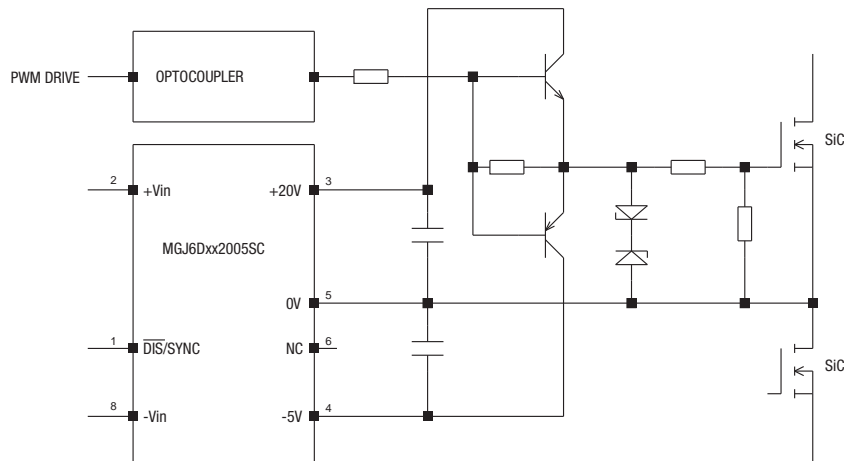 PWM DRIVE
OPTOCOUPLER
SiC
2
+Vin
+20V
3
MGJ6Dxx2005SC
0V
5
1
DIS/SYNC
NC
6
SiC
8
-Vin
-5V
4